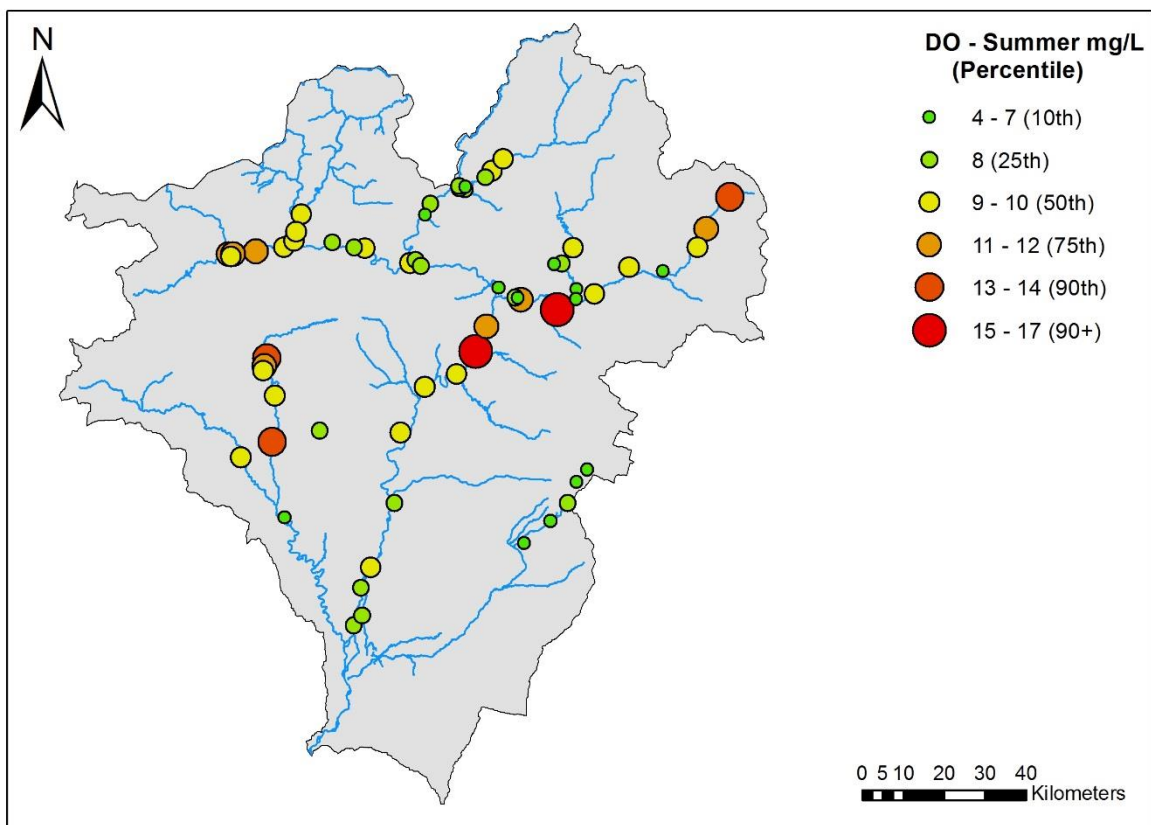 N
DO - Summer mg/L
(Percentile)
4 - 7 (10th)
8 (25th)
9 - 10 (50th)
11 - 12 (75th)
13 - 14 (90th)
15 - 17 (90+)
0 5 10 20 30 40
Kilometers